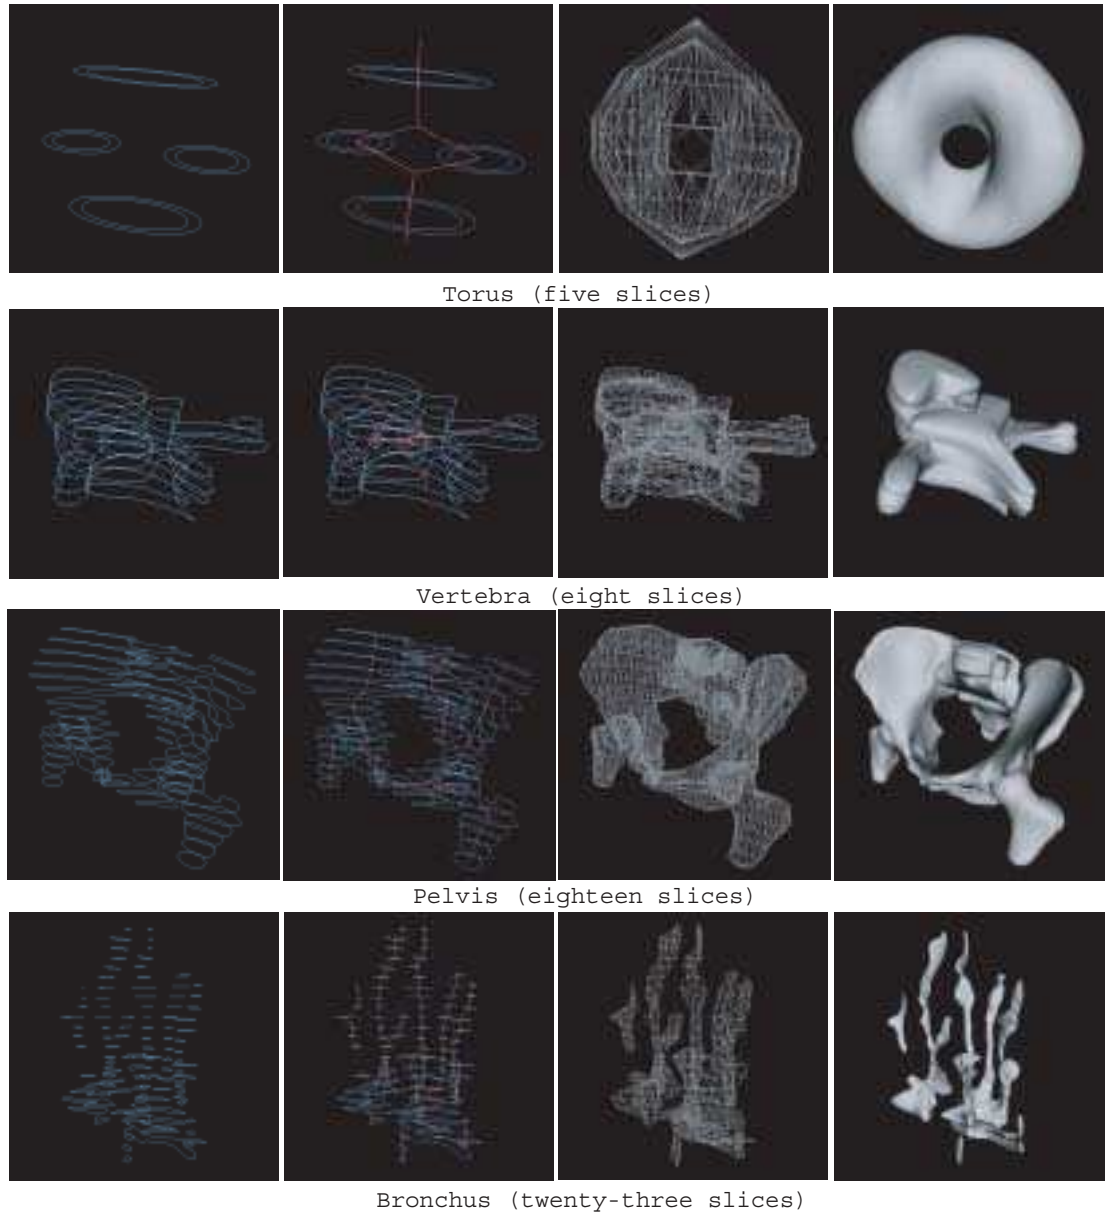 Torus (five slices)
Vertebra (eight slices)
Pelvis (eighteen slices)
Bronchus (twenty-three slices)